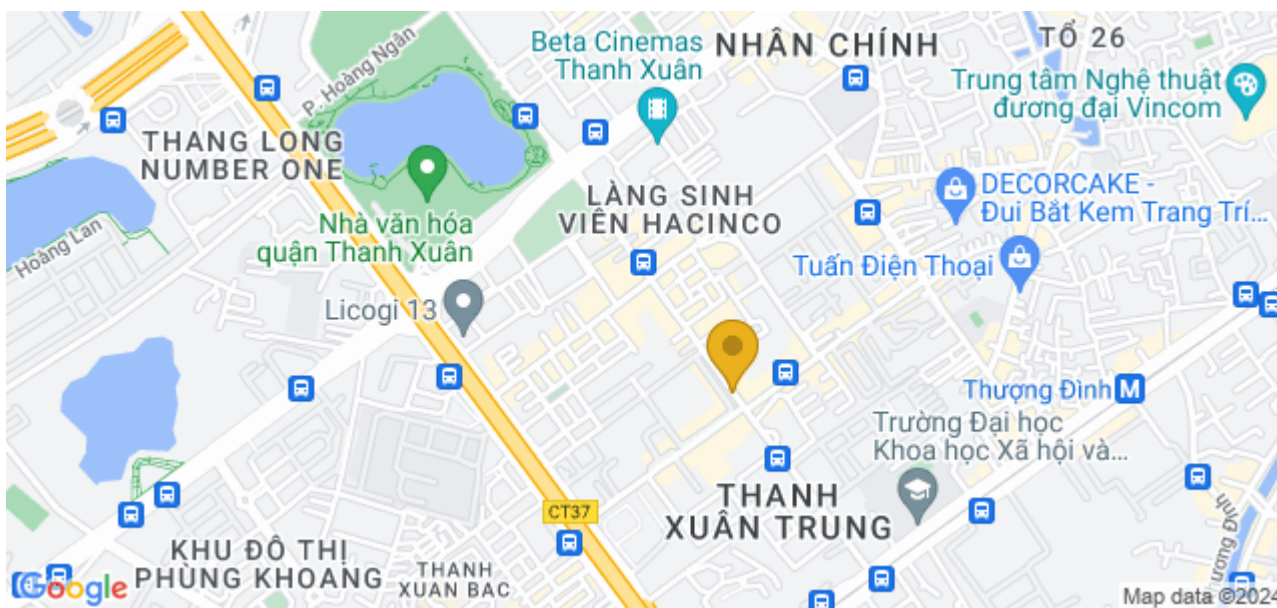 Beta Cinemas
Thanh Xuân
NHÂN CHÍNH
TỔ 26
Trung tâm Nghệ thuật
đương đại Vincom
P. Hoàng Ngân
THANG LONG
NUMBER ONE
LÀNG SINH
VIÊN HACINCO
DECORCAKE -
Đui Bắt Kem Trang Trí...
Nhà văn hóa
quận Thanh Xuân
Hoàng Lan
Tuấn Điện Thoại
Licogi 13
Thượng Đình
M
Trường Đại học
Khoa học Xã hội và...
THANH
XUÂN TRUNG
CT37
KHU ĐÔ THỊ
PHÙNG KHOANG
THANH
XUAN BAC
ương Đình
Google
Map data ©2024